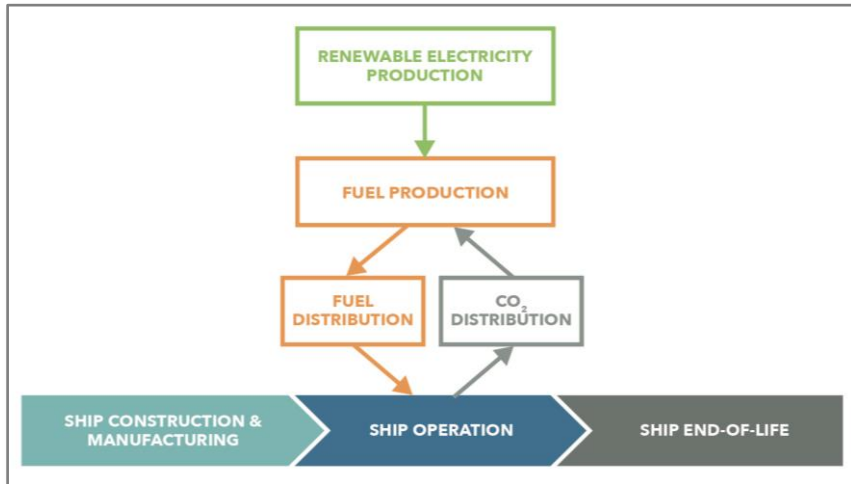 RENEWABLE ELECTRICITY
PRODUCTION
FUEL PRODUCTION
FUEL
DISTRIBUTION
CO₂
DISTRIBUTION
SHIP CONSTRUCTION &
MANUFACTURING
SHIP OPERATION
SHIP END-OF-LIFE